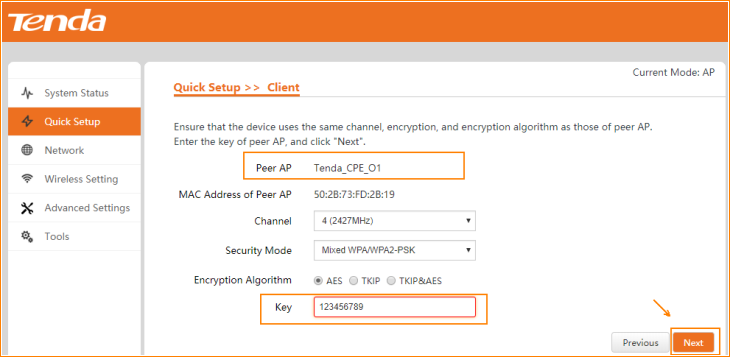 Tenda
Current Mode: AP
System Status
Quick Setup
Network
Wireless Setting
Advanced Settings
Tools
Quick Setup >> Client
Ensure that the device uses the same channel, encryption, and encryption algorithm as those of peer AP.
Enter the key of peer AP, and click "Next".
Peer AP Tenda_CPE_O1
MAC Address of Peer AP 50:2B:73:FD:2B:19
Channel 4 (2427MHz)
Security Mode Mixed WPA/WPA2-PSK
Encryption Algorithm AES TKIP TKIP&AES
Key 123456789
Previous Next